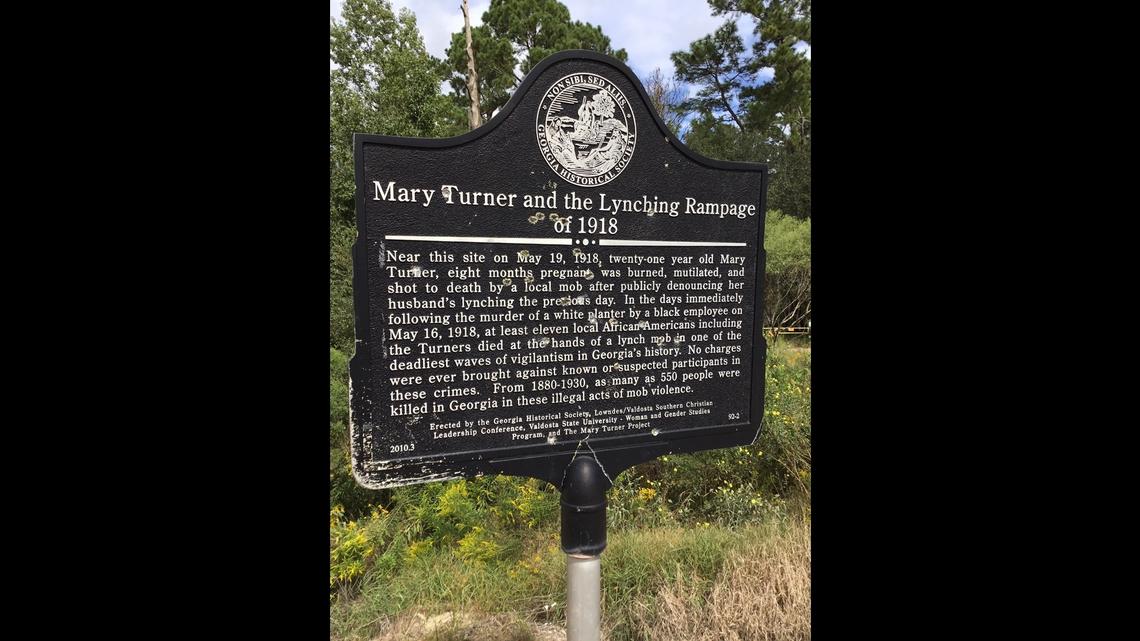 NON SIBI, SED ALIIS.
GEORGIA HISTORICAL SOCIETY
Mary Turner and the Lynching Rampage
of 1918
Near this site on May 19, 1918, twenty-one year old Mary
Turner, eight months pregnant, was burned, mutilated, and
shot to death by a local mob after publicly denouncing her
husband's lynching the previous day. In the days immediately
following the murder of a white planter by a black employee on
May 16, 1918, at least eleven local African Americans including
the Turners died at the hands of a lynch mob in one of the
deadliest waves of vigilantism in Georgia's history. No charges
were ever brought against known or suspected participants in
these crimes. From 1880-1930, as many as 550 people were
killed in Georgia in these illegal acts of mob violence.
Erected by the Georgia Historical Society, Lowndes/Valdosta Southern Christian
Leadership Conference, Valdosta State University - Woman and Gender Studies
Program, and The Mary Turner Project
2010.3
92-2